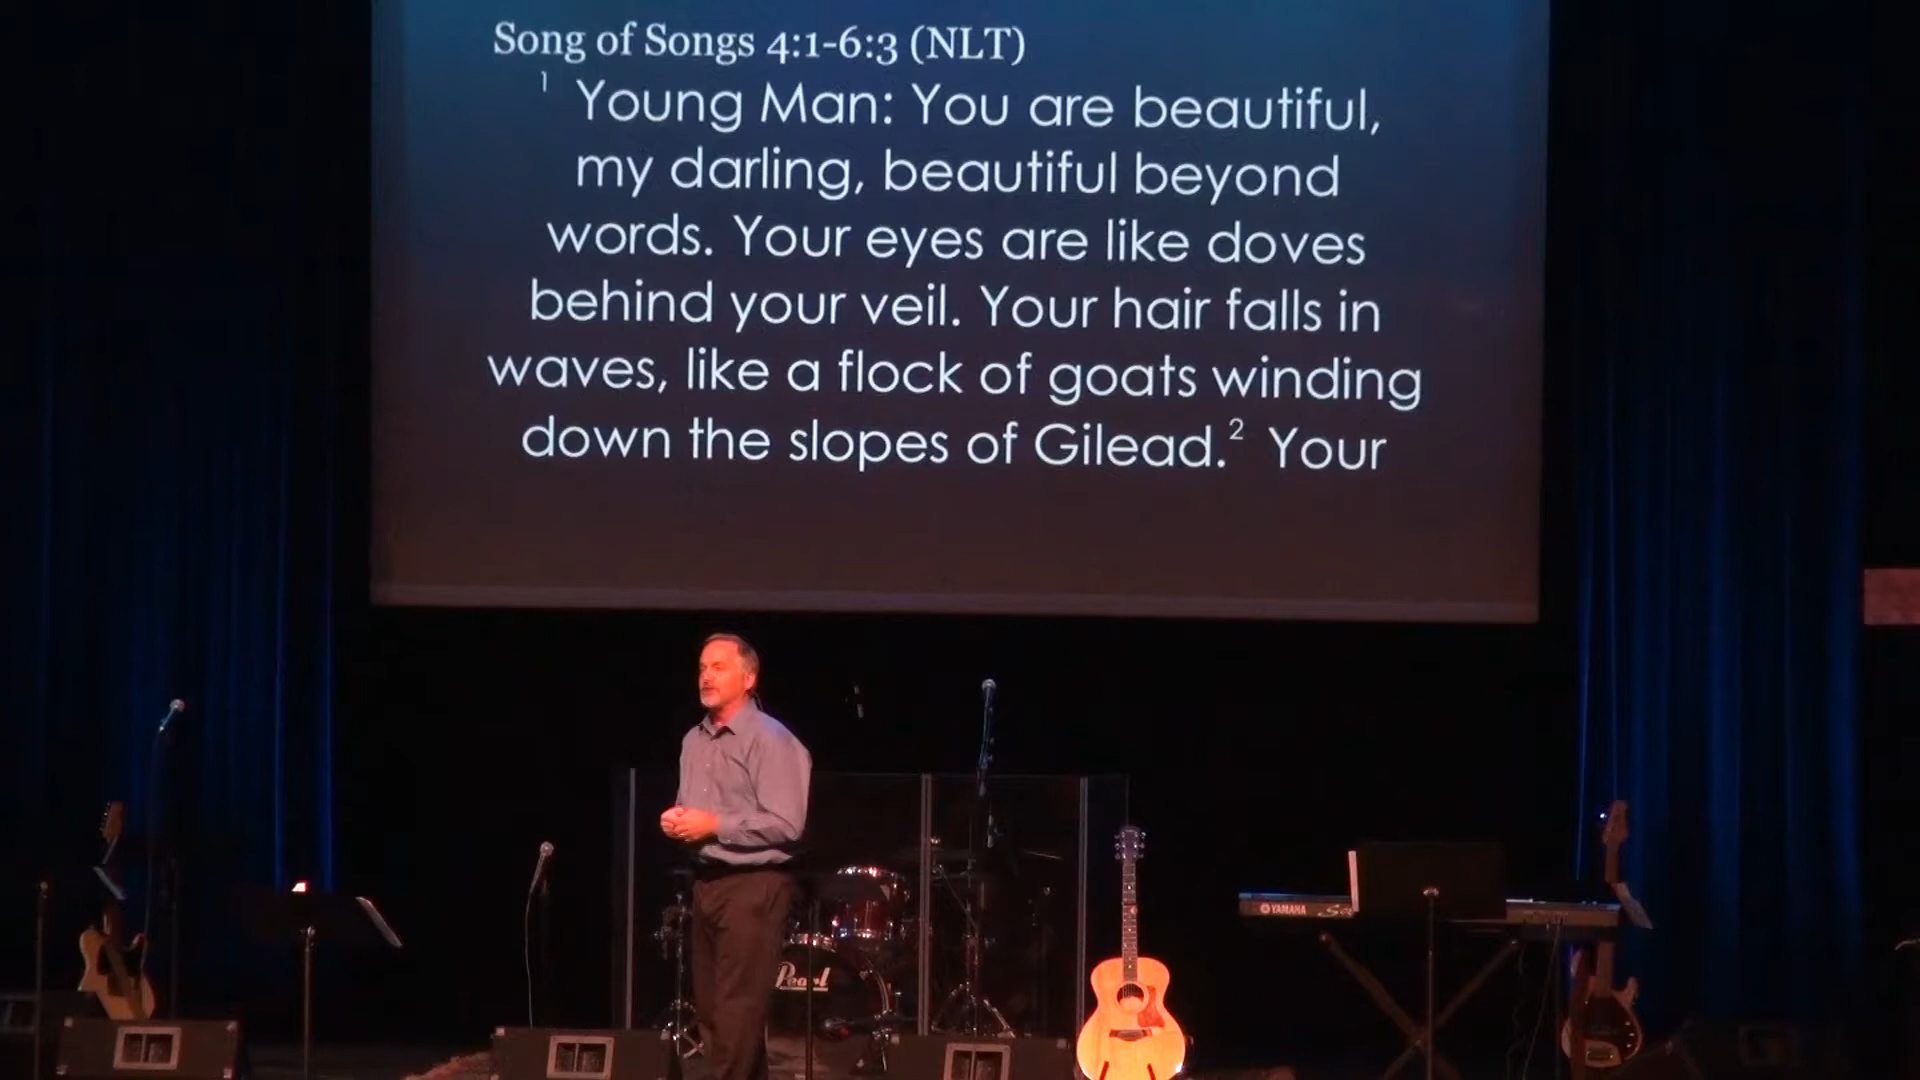 Song of Songs 4:1-6:3 (NLT)
1 Young Man: You are beautiful,
my darling, beautiful beyond
words. Your eyes are like doves
behind your veil. Your hair falls in
waves, like a flock of goats winding
down the slopes of Gilead.2 Your
YAMAHA
Pearl